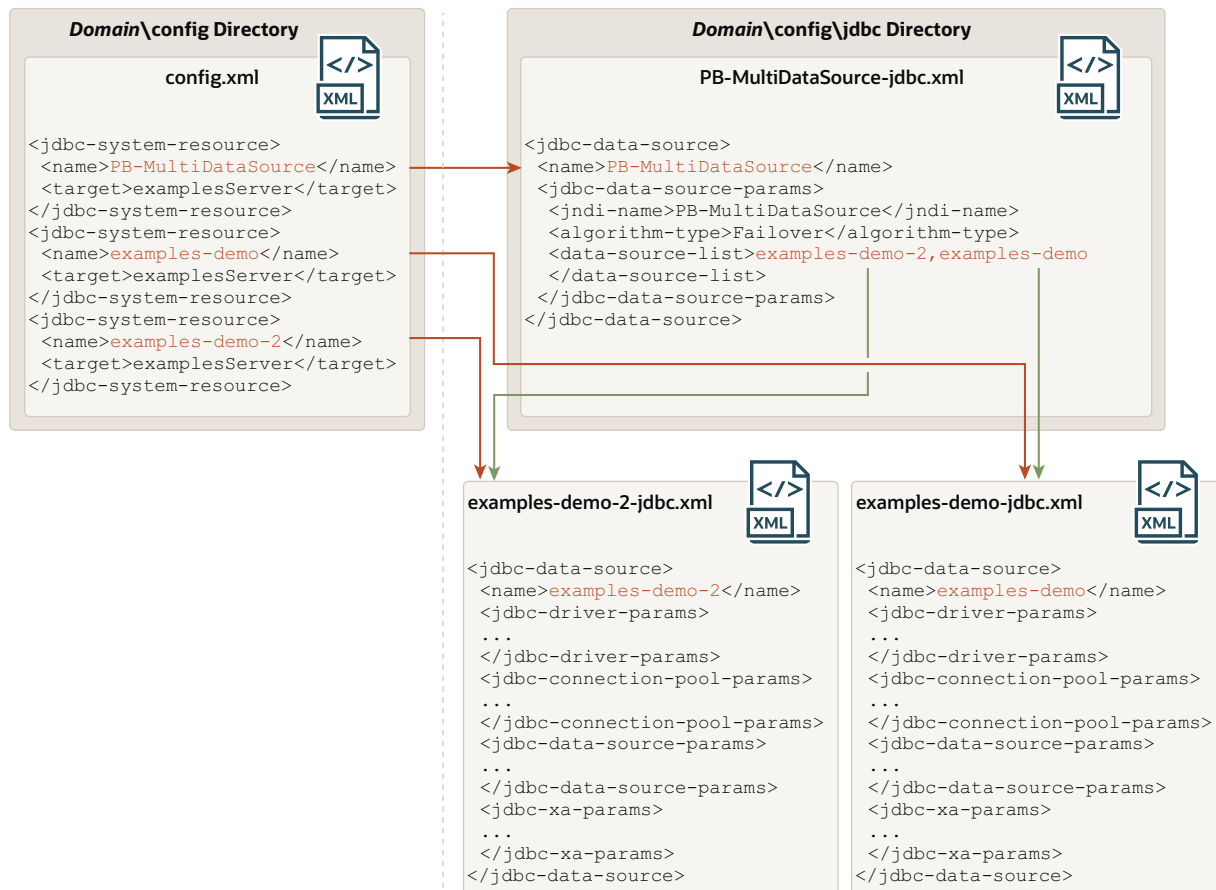 Domain\config Directory
config.xml
</>
XML
<jdbc-system-resource>
<name>PB-MultiDataSource</name>
<target>examplesServer</target>
</jdbc-system-resource>
<jdbc-system-resource>
<name>examples-demo</name>
<target>examplesServer</target>
</jdbc-system-resource>
<jdbc-system-resource>
<name>examples-demo-2</name>
<target>examplesServer</target>
</jdbc-system-resource>
Domain\config\jdbc Directory
PB-MultiDataSource-jdbc.xml
</>
XML
<jdbc-data-source>
<name>PB-MultiDataSource</name>
<jdbc-data-source-params>
<jndi-name>PB-MultiDataSource</jndi-name>
<algorithm-type>Failover</algorithm-type>
<data-source-list>examples-demo-2,examples-demo
</data-source-list>
</jdbc-data-source-params>
</jdbc-data-source>
examples-demo-2-jdbc.xml
</>
XML
<jdbc-data-source>
<name>examples-demo-2</name>
<jdbc-driver-params>
...
</jdbc-driver-params>
<jdbc-connection-pool-params>
...
</jdbc-connection-pool-params>
<jdbc-data-source-params>
...
</jdbc-data-source-params>
<jdbc-xa-params>
...
</jdbc-xa-params>
</jdbc-data-source>
examples-demo-jdbc.xml
</>
XML
<jdbc-data-source>
<name>examples-demo</name>
<jdbc-driver-params>
...
</jdbc-driver-params>
<jdbc-connection-pool-params>
...
</jdbc-connection-pool-params>
<jdbc-data-source-params>
...
</jdbc-data-source-params>
<jdbc-xa-params>
...
</jdbc-xa-params>
</jdbc-data-source>